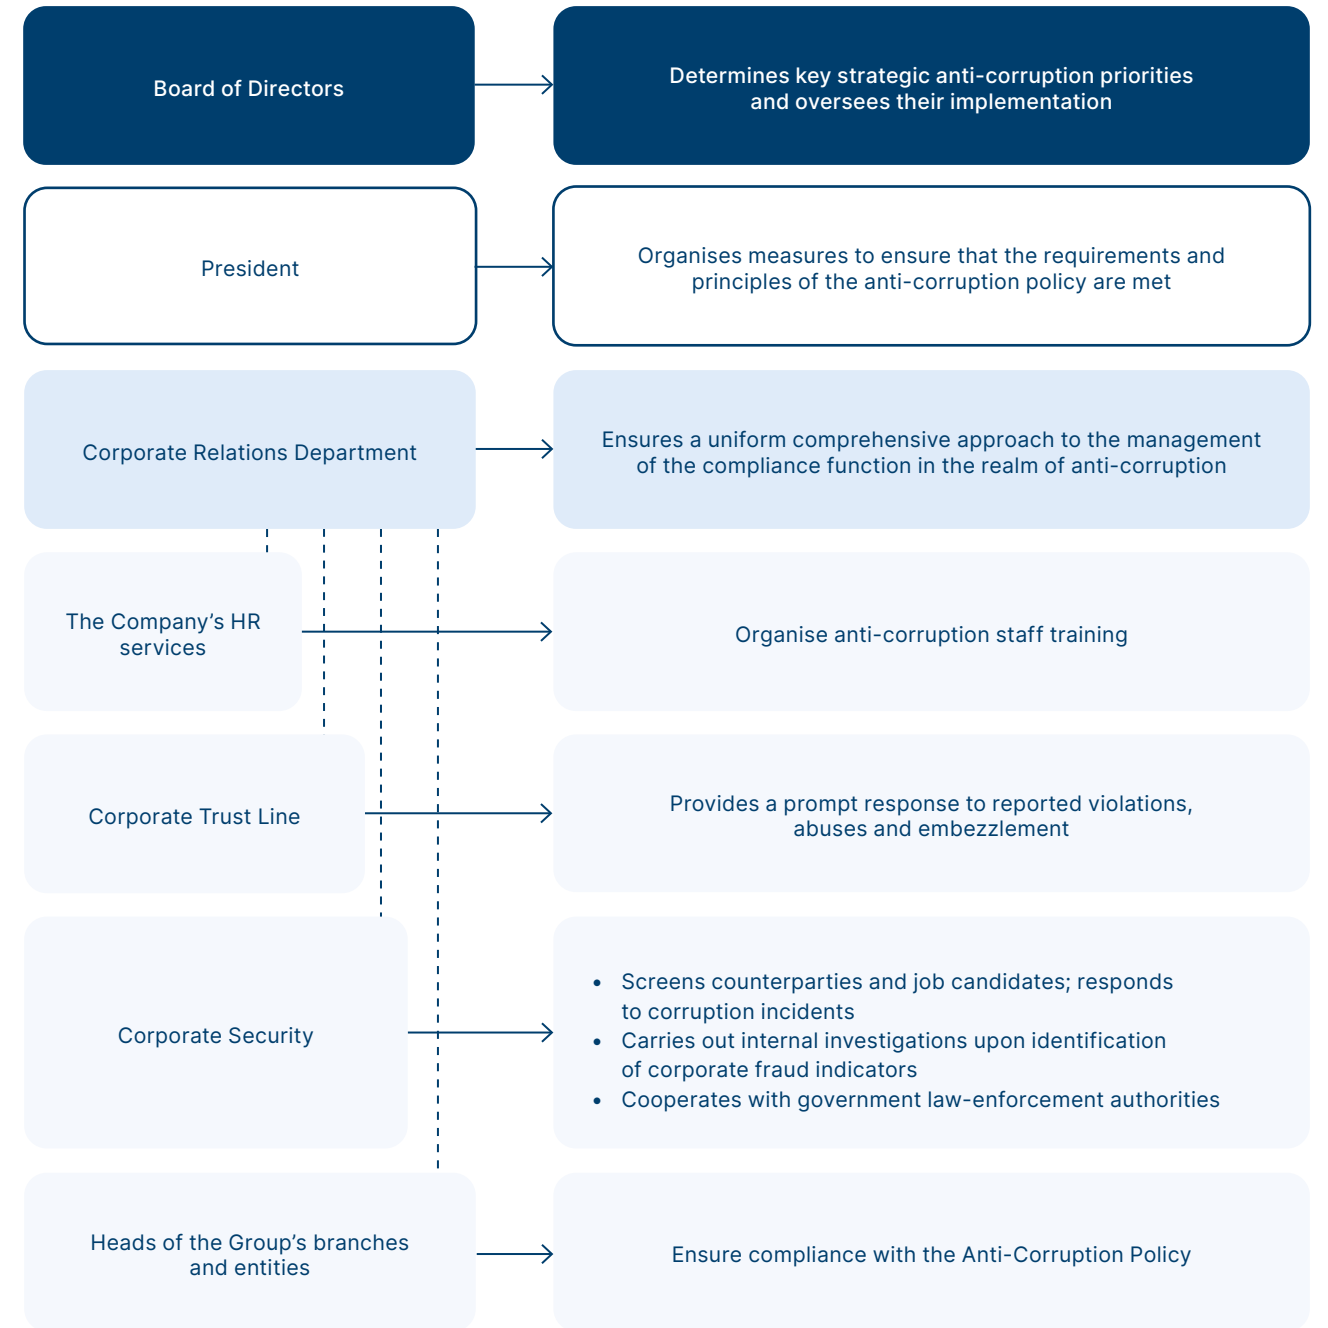 Board of Directors
Determines key strategic anti-corruption priorities
and oversees their implementation
President
Organises measures to ensure that the requirements and
principles of the anti-corruption policy are met
Corporate Relations Department
Ensures a uniform comprehensive approach to the management
of the compliance function in the realm of anti-corruption
The Company’s HR
services
Organise anti-corruption staff training
Corporate Trust Line
Provides a prompt response to reported violations,
abuses and embezzlement
Corporate Security
• Screens counterparties and job candidates; responds
to corruption incidents
• Carries out internal investigations upon identification
of corporate fraud indicators
• Cooperates with government law-enforcement authorities
Heads of the Group’s branches
and entities
Ensure compliance with the Anti-Corruption Policy